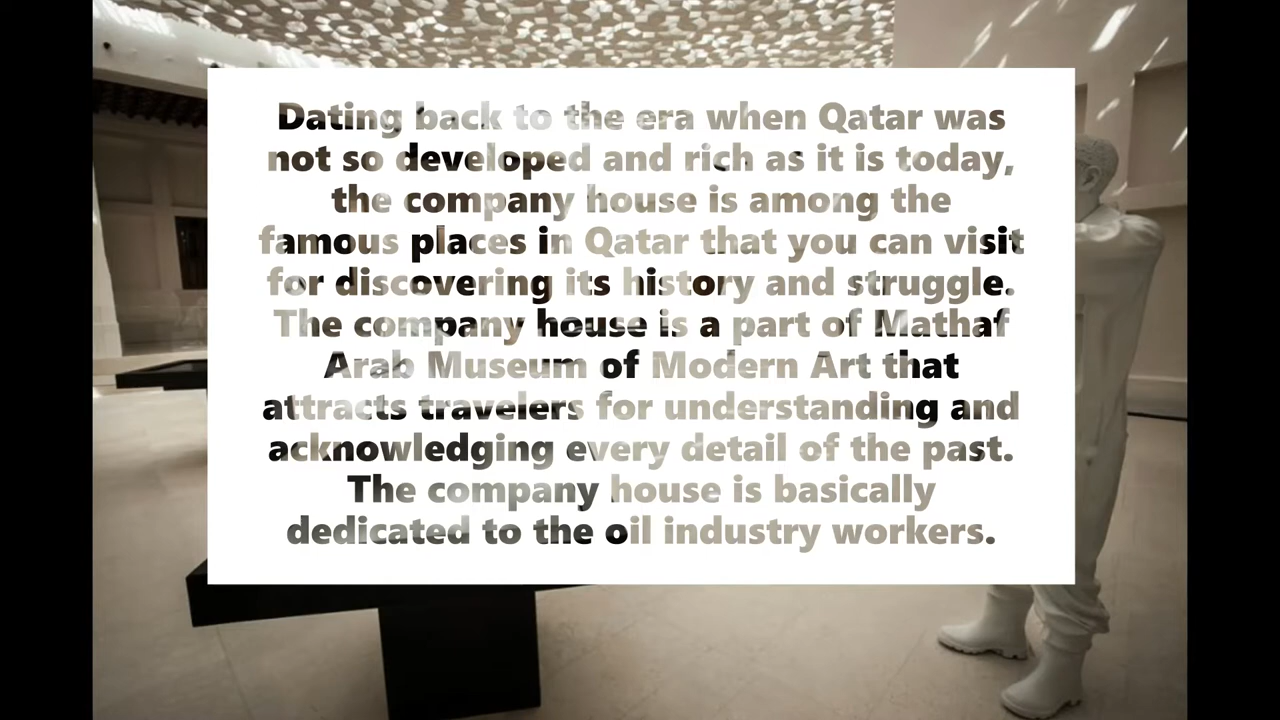 Dating back to the era when Qatar was
not so developed and rich as it is today,
the company house is among the
famous places in Qatar that you can visit
for discovering its history and struggle.
The company house is a part of Mathaf
Arab Museum of Modern Art that
attracts travelers for understanding and
acknowledging every detail of the past.
The company house is basically
dedicated to the oil industry workers.